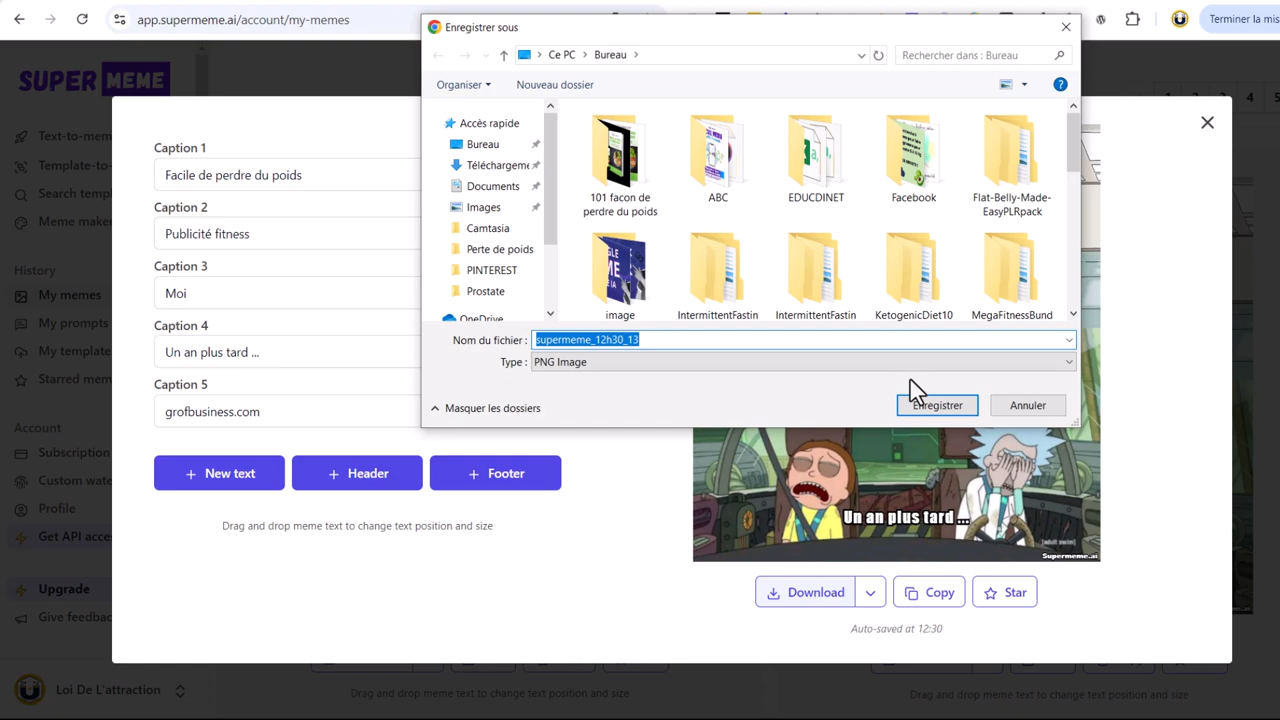 app.supermeme.ai/account/my-memes
Terminer la mis
Enregistrer sous
Ce PC
Bureau
Rechercher dans : Bureau
Organiser
Nouveau dossier
Accès rapide
Bureau
Téléchargeme
Documents
Images
Camtasia
Perte de poids
PINTEREST
Prostate
OneDrive
101 facon de
perdre du poids
ABC
EDUCDINET
Facebook
Flat-Belly-Made-
EasyPLRpack
image
IntermittentFastin
IntermittentFastin
KetogenicDiet10
MegaFitnessBund
Nom du fichier :
supermeme_12h30_13
Type :
PNG Image
Masquer les dossiers
Enregistrer
Annuler
SUPER MEME
Text-to-mem
Template-to-
Search templ
Meme maker
History
My memes
My prompts
My template
Starred mem
Account
Subscription
Custom wate
Profile
Get API acces
Upgrade
Give feedbac
Loi De L'attraction
Caption 1
Facile de perdre du poids
Caption 2
Publicité fitness
Caption 3
Moi
Caption 4
Un an plus tard ...
Caption 5
grofbusiness.com
+ New text
+ Header
+ Footer
Drag and drop meme text to change text position and size
Un an plus tard ...
[adult swim]
Supermeme.ai
Download
Copy
Star
Auto-saved at 12:30
Drag and drop meme text to change text position and size
Drag and drop meme text to change text position and size